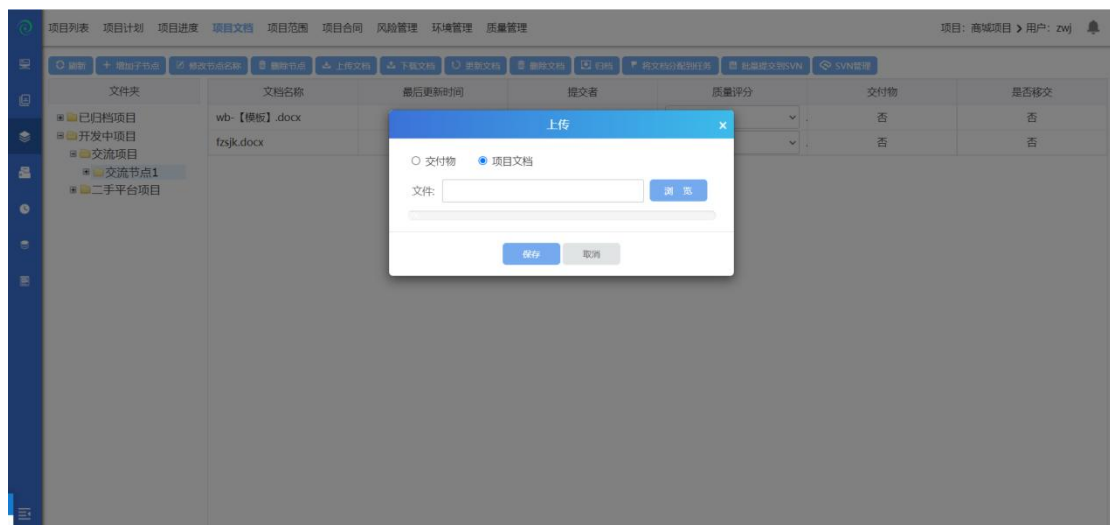 项目列表 项目计划 项目进度 项目文档 项目范围 项目合同 风险管理 环境管理 质量管理 项目：商城项目 用户：zwj
刷新 增加子节点 修改节点名称 删除节点 上传文档 下载文档 更新文档 删除文档 归档 将文档分配到任务 批量提交到SVN SVN管理
文件夹 文档名称 最后更新时间 提交者 质量评分 交付物 是否移交
已归档项目 wb-【模板】.docx 否 否
开发中项目 fzsjk.docx 否 否
交流项目
交流节点1
二手平台项目
上传 ×
交付物 项目文档
文件: 浏 览
保存 取消